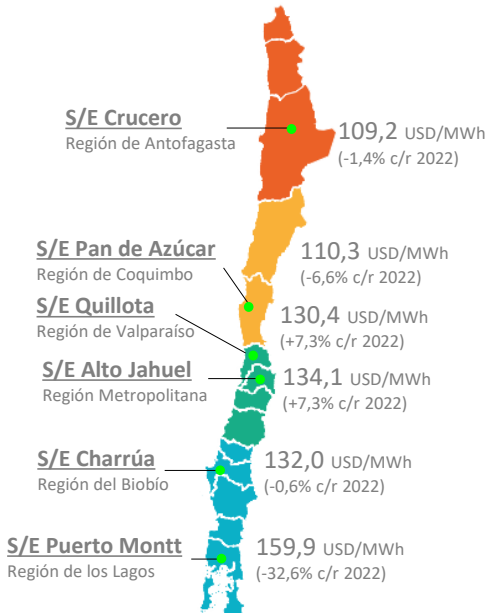 S/E Crucero
Región de Antofagasta
109,2 USD/MWh
(-1,4% c/r 2022)
S/E Pan de Azúcar
Región de Coquimbo
110,3 USD/MWh
(-6,6% c/r 2022)
S/E Quillota
Región de Valparaíso
130,4 USD/MWh
(+7,3% c/r 2022)
S/E Alto Jahuel
Región Metropolitana
134,1 USD/MWh
(+7,3% c/r 2022)
S/E Charrúa
Región del Biobío
132,0 USD/MWh
(-0,6% c/r 2022)
S/E Puerto Montt
Región de los Lagos
159,9 USD/MWh
(-32,6% c/r 2022)